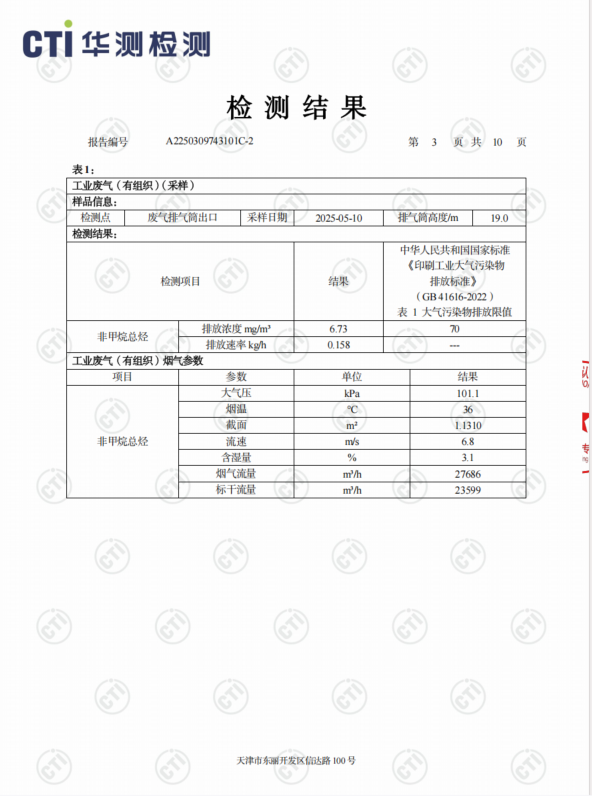 CTI 华测检测
检测结果
报告编号 A2250309743101C-2 第 3 页 共 10 页
表1：
工业废气（有组织）（采样）
样品信息：
检测点 废气排气筒出口 采样日期 2025-05-10 排气筒高度/m 19.0
检测结果：
检测项目 结果 中华人民共和国国家标准
《印刷工业大气污染物
排放标准》
（GB 41616-2022）
表 1 大气污染物排放限值
非甲烷总烃 排放浓度 mg/m³ 6.73 70
排放速率 kg/h 0.158 ---
工业废气（有组织）烟气参数
项目 参数 单位 结果
非甲烷总烃 大气压 kPa 101.1
烟温 °C 36
截面 m² 1.1310
流速 m/s 6.8
含湿量 % 3.1
烟气流量 m³/h 27686
标干流量 m³/h 23599
天津市东丽开发区信达路 100 号